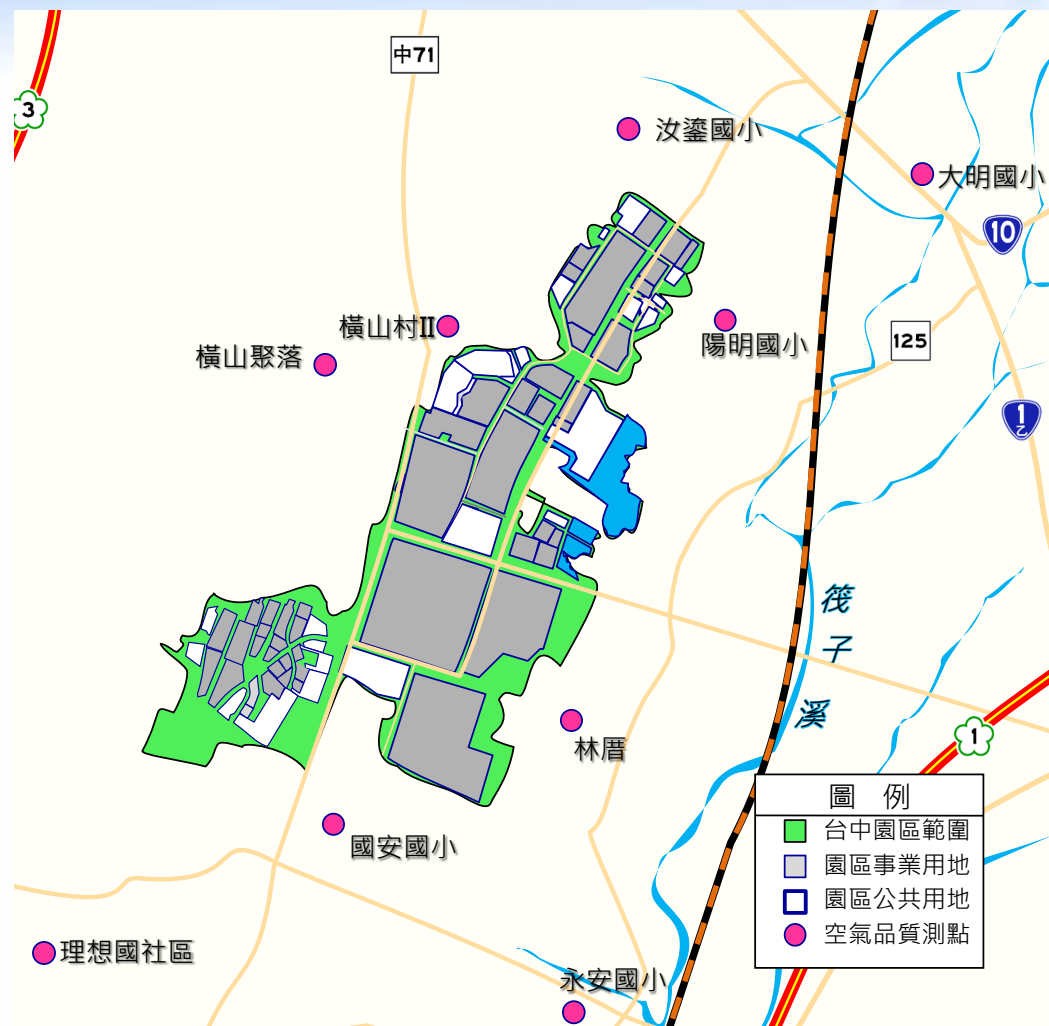 中71
3
汝鎏國小
大明國小
10
橫山村II
陽明國小
橫山聚落
125
1
乙
筏
子
溪
林厝
1
圖 例
台中園區範圍
園區事業用地
園區公共用地
空氣品質測點
國安國小
理想國社區
永安國小